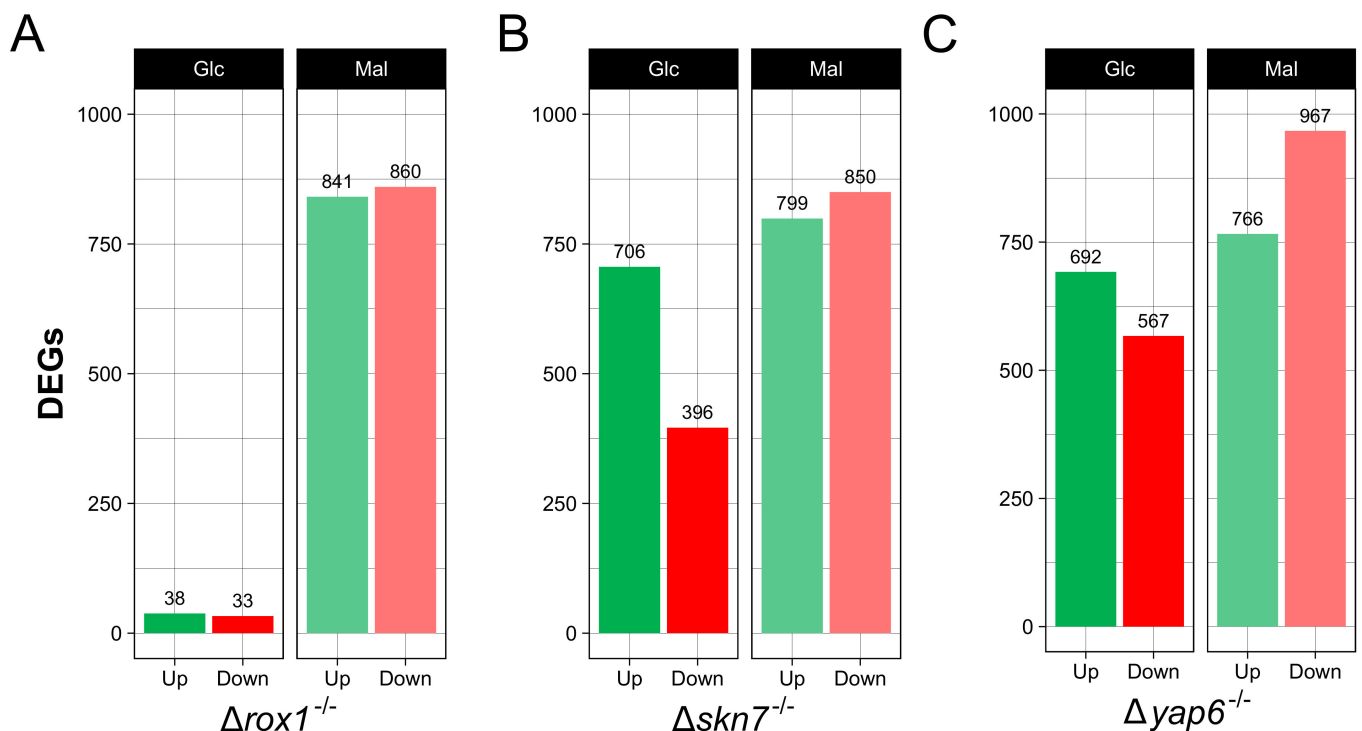 A
B
C
Glc
Mal
Glc
Mal
Glc
Mal
DEGs
1000
750
500
250
0
38
33
841
860
Up
Down
Up
Down
Δrox1-/-
1000
750
500
250
0
706
396
799
850
Up
Down
Up
Down
Δskn7-/-
1000
750
500
250
0
692
567
766
967
Up
Down
Up
Down
Δyap6-/-